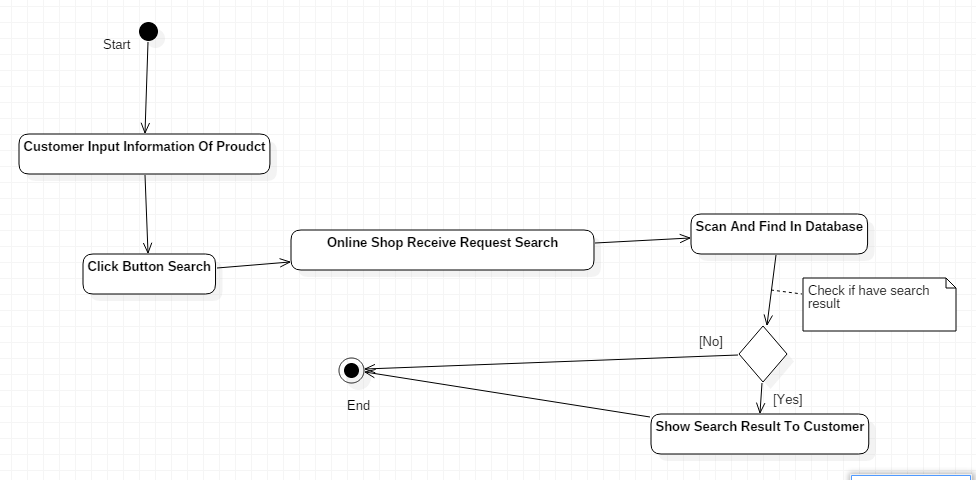 Start
Customer Input Information Of Proudct
Click Button Search
Online Shop Receive Request Search
Scan And Find In Database
Check if have search
result
[No]
[Yes]
End
Show Search Result To Customer